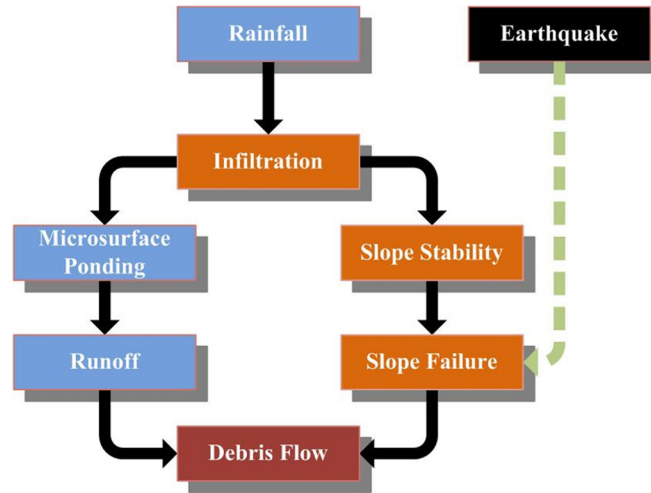 Rainfall
Earthquake
Infiltration
Microsurface
Ponding
Slope Stability
Runoff
Slope Failure
Debris Flow